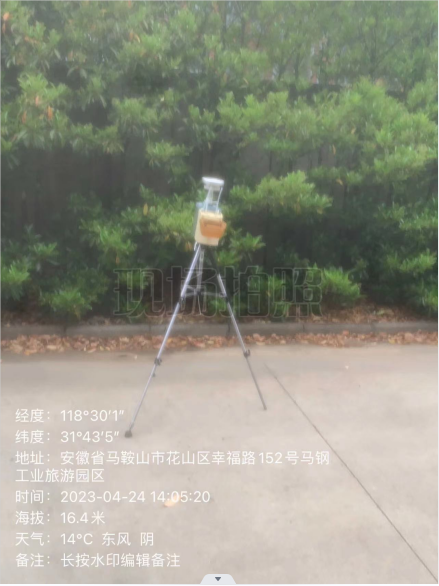 现场拍照
经度：118°30′1″
纬度：31°43′5″
地址：安徽省马鞍山市花山区幸福路152号马钢
工业旅游园区
时间：2023-04-24 14:05:20
海拔：16.4米
天气：14°C 东风 阴
备注：长按水印编辑备注